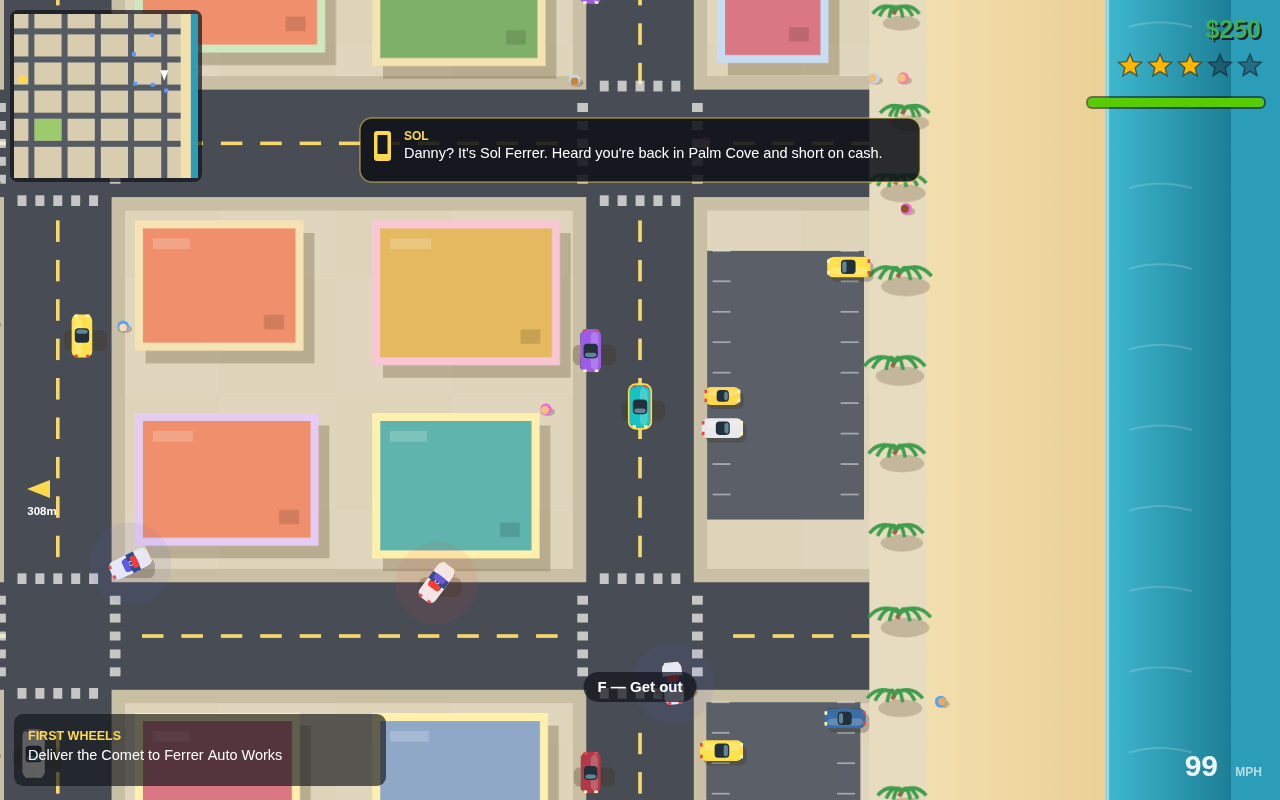 $250
SOL
Danny? It's Sol Ferrer. Heard you're back in Palm Cove and short on cash.
308m
F — Get out
FIRST WHEELS
Deliver the Comet to Ferrer Auto Works
99 MPH